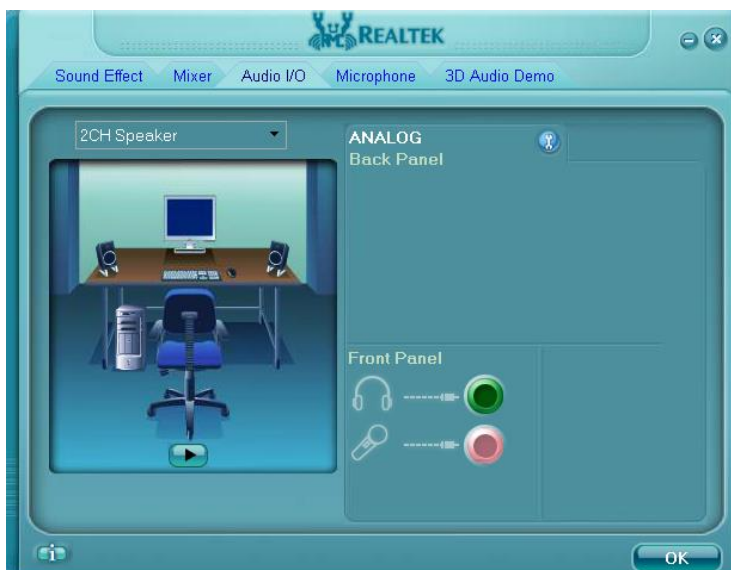 REALTEK
Sound Effect
Mixer
Audio I/O
Microphone
3D Audio Demo
2CH Speaker
ANALOG
Back Panel
Front Panel
i
OK